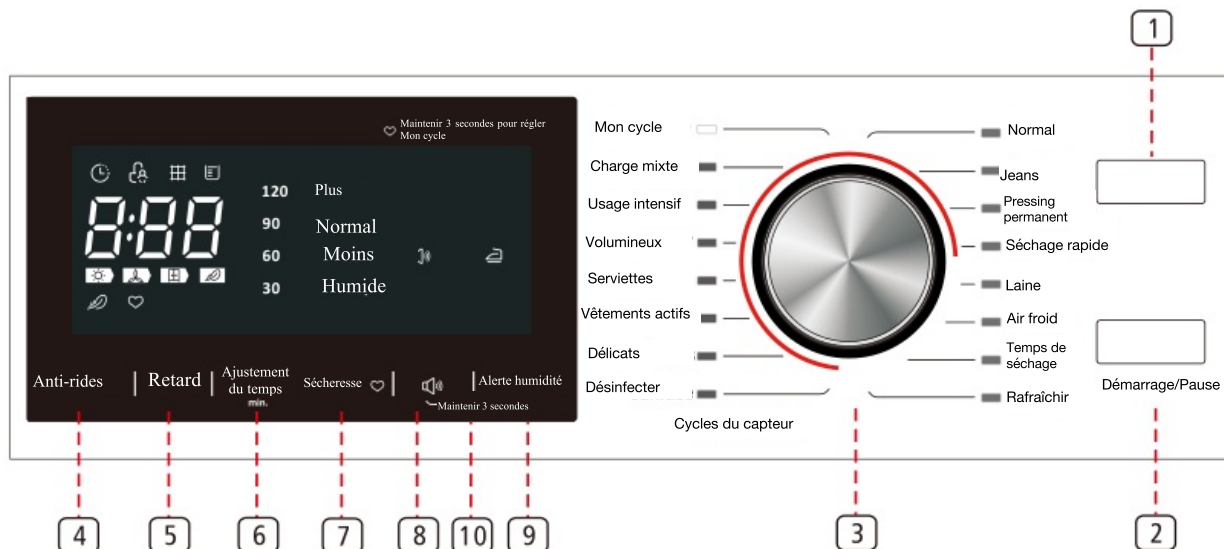 1
Maintenir 3 secondes pour régler
Mon cycle
8:88
120 Plus
90 Normal
60 Moins
30 Humide
Anti-rides
Retard
Ajustement
du temps
min.
Sécheresse
Maintenir 3 secondes
Alerte humidité
Mon cycle
Charge mixte
Usage intensif
Volumineux
Serviettes
Vêtements actifs
Délicats
Désinfecter
Cycles du capteur
Normal
Jeans
Pressing
permanent
Séchage rapide
Laine
Air froid
Temps de
séchage
Rafraîchir
Démarrage/Pause
4 5 6 7 8 10 9 3 2